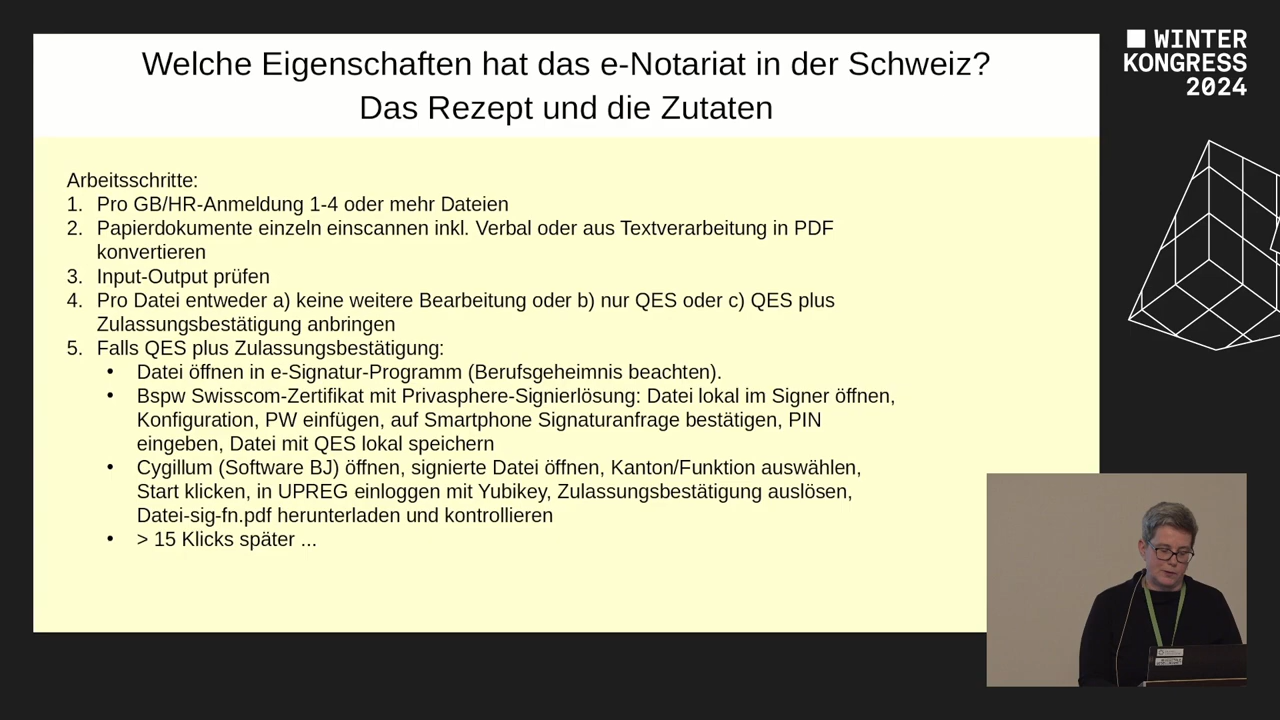 Welche Eigenschaften hat das e-Notariat in der Schweiz?
Das Rezept und die Zutaten
WINTER
KONGRESS
2024
Arbeitsschritte:
1. Pro GB/HR-Anmeldung 1-4 oder mehr Dateien
2. Papierdokumente einzeln einscannen inkl. Verbal oder aus Textverarbeitung in PDF
konvertieren
3. Input-Output prüfen
4. Pro Datei entweder a) keine weitere Bearbeitung oder b) nur QES oder c) QES plus
Zulassungsbestätigung anbringen
5. Falls QES plus Zulassungsbestätigung:
• Datei öffnen in e-Signatur-Programm (Berufsgeheimnis beachten).
• Bspw Swisscom-Zertifikat mit Privasphere-Signierlösung: Datei lokal im Signer öffnen,
Konfiguration, PW einfügen, auf Smartphone Signaturanfrage bestätigen, PIN
eingeben, Datei mit QES lokal speichern
• Cygillum (Software BJ) öffnen, signierte Datei öffnen, Kanton/Funktion auswählen,
Start klicken, in UPREG einloggen mit Yubikey, Zulassungsbestätigung auslösen,
Datei-sig-fn.pdf herunterladen und kontrollieren
• > 15 Klicks später ...